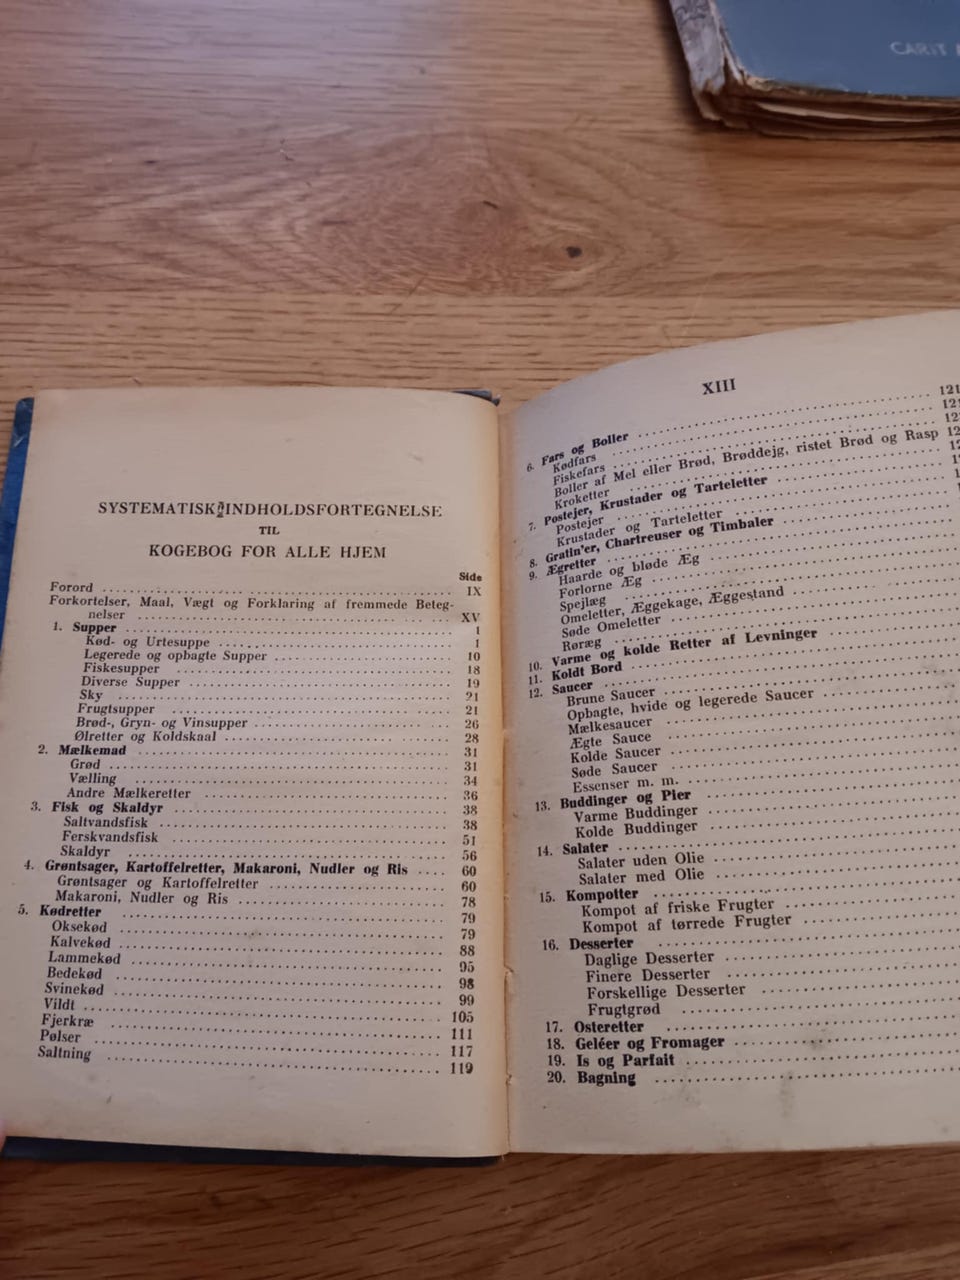 CARIT
SYSTEMATISK INDHOLDSFORTEGNELSE
TIL
KOGEBOG FOR ALLE HJEM
Side
Forord IX
Forkortelser, Maal, Vægt og Forklaring af fremmede Beteg-
nelser XV
1. Supper 1
Kød- og Urtesuppe 1
Legerede og opbagte Supper 10
Fiskesupper 18
Diverse Supper 19
Sky 21
Frugtsupper 21
Brød-, Gryn- og Vinsupper 26
Ølretter og Koldskaal 28
2. Mælkemad 31
Grød 31
Vælling 34
Andre Mælkeretter 36
3. Fisk og Skaldyr 38
Saltvandsfisk 38
Ferskvandsfisk 51
Skaldyr 56
4. Grøntsager, Kartoffelretter, Makaroni, Nudler og Ris 60
Grøntsager og Kartoffelretter 60
Makaroni, Nudler og Ris 78
5. Kødretter 79
Oksekød 79
Kalvekød 88
Lammekød 95
Bedekød 98
Svinekød 99
Vildt 105
Fjerkræ 111
Pølser 117
Saltning 119
XIII
6. Fars og Boller 121
Kødfars 121
Fiskefars 12
Boller af Mel eller Brød, Brøddejg, ristet Brød og Rasp 12
Kroketter
7. Postejer, Krustader og Tarteletter
Postejer
Krustader og Tarteletter
8. Gratin'er, Chartreuser og Timbaler
9. Ægretter
Haarde og bløde Æg
Forlorne Æg
Spejlæg
Omeletter, Æggekage, Æggestand
Søde Omeletter
Røræg
10. Varme og kolde Retter af Levninger
11. Koldt Bord
12. Saucer
Brune Saucer
Opbagte, hvide og legerede Saucer
Mælkesaucer
Ægte Sauce
Kolde Saucer
Søde Saucer
Essenser m. m.
13. Buddinger og Pier
Varme Buddinger
Kolde Buddinger
14. Salater
Salater uden Olie
Salater med Olie
15. Kompotter
Kompot af friske Frugter
Kompot af tørrede Frugter
16. Desserter
Daglige Desserter
Finere Desserter
Forskellige Desserter
Frugtgrød
17. Osteretter
18. Geléer og Fromager
19. Is og Parfait
20. Bagning